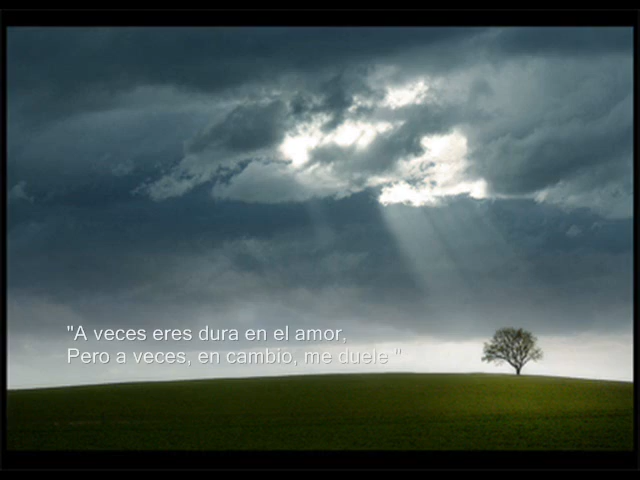 "A veces eres dura en el amor,
Pero a veces, en cambio, me duele "